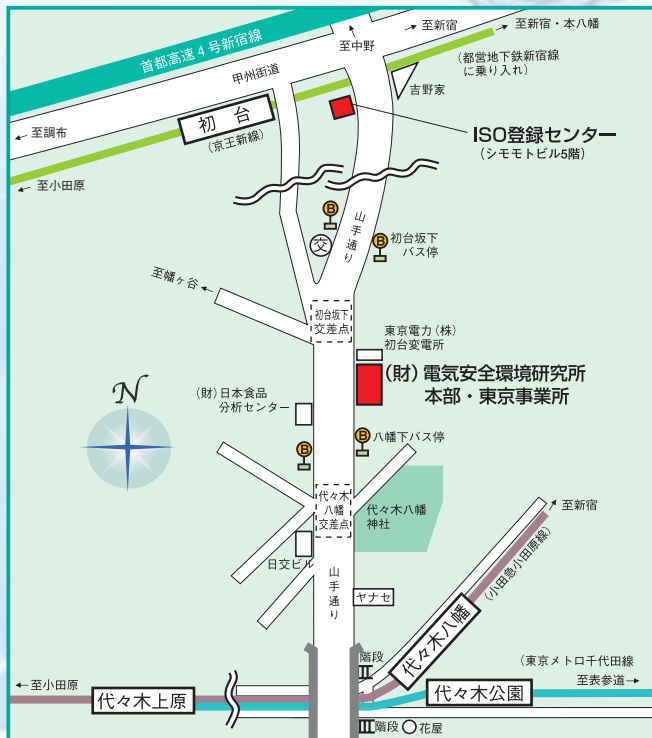 首都高速4号新宿線
甲州街道
至中野
至新宿
至新宿・本八幡
(都営地下鉄新宿線
に乗り入れ)
吉野家
至調布
初台
(京王新線)
至小田原
ISO登録センター
(シモモトビル5階)
B
交
山手通り
B
初台坂下
バス停
至幡ヶ谷
初台坂下
交差点
東京電力(株)
初台変電所
(財)電気安全環境研究所
本部・東京事業所
N
(財)日本食品
分析センター
B
B
八幡下バス停
代々木
八幡
交差点
代々木八幡
神社
日交ビル
山手通り
ヤナセ
至新宿
(小田急小田原線)
代々木八幡
階段
至小田原
代々木上原
代々木公園
(東京メトロ千代田線
至表参道
階段
花屋